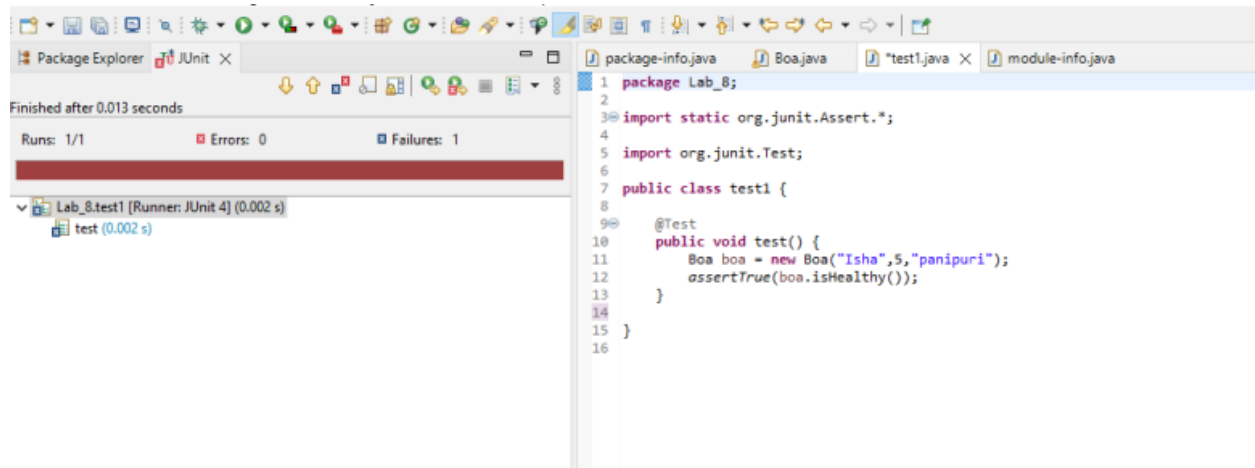 Package Explorer JUnit
Finished after 0.013 seconds
Runs: 1/1 Errors: 0 Failures: 1
Lab_8.test1 [Runner: JUnit 4] (0.002 s)
test (0.002 s)
package-info.java Boa.java *test1.java module-info.java
1 package Lab_8;
2
3 import static org.junit.Assert.*;
4
5 import org.junit.Test;
6
7 public class test1 {
8
9 @Test
10 public void test() {
11 Boa boa = new Boa("Isha",5,"panipuri");
12 assertTrue(boa.isHealthy());
13 }
14
15 }
16